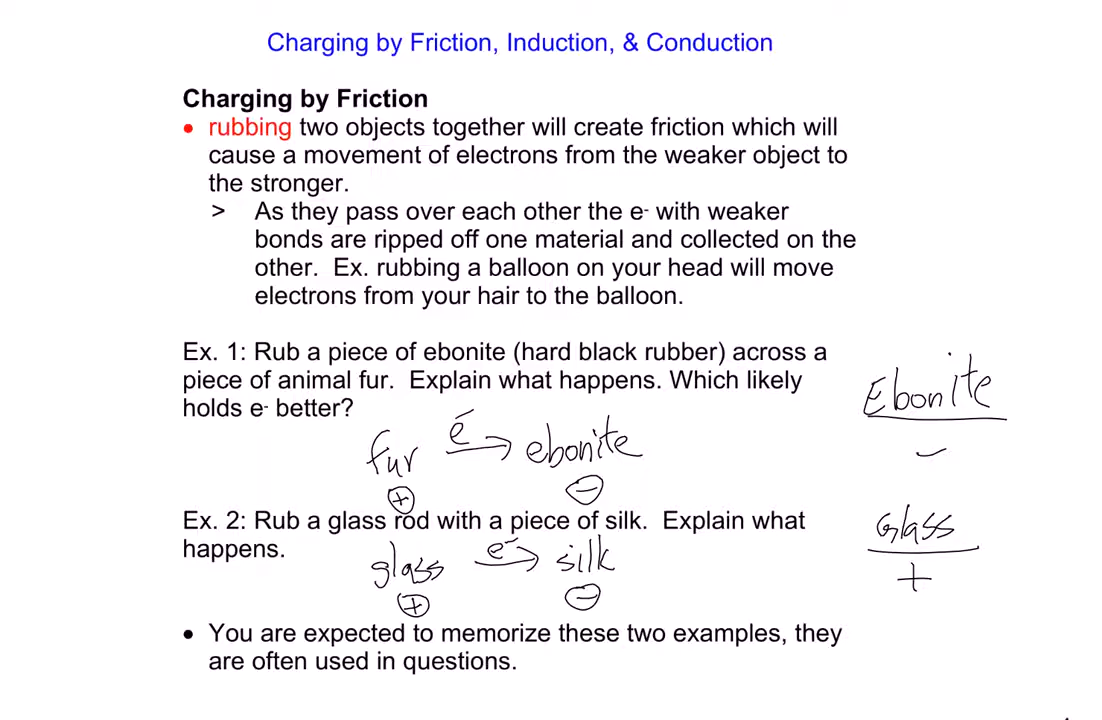 Charging by Friction, Induction, & Conduction
Charging by Friction
• rubbing two objects together will create friction which will
cause a movement of electrons from the weaker object to
the stronger.
> As they pass over each other the e- with weaker
bonds are ripped off one material and collected on the
other. Ex. rubbing a balloon on your head will move
electrons from your hair to the balloon.
Ex. 1: Rub a piece of ebonite (hard black rubber) across a
piece of animal fur. Explain what happens. Which likely
holds e- better?
Ebonite
-
fur e- → ebonite
+ -
Ex. 2: Rub a glass rod with a piece of silk. Explain what
happens.
Glass
+
glass e- → silk
+ -
• You are expected to memorize these two examples, they
are often used in questions.